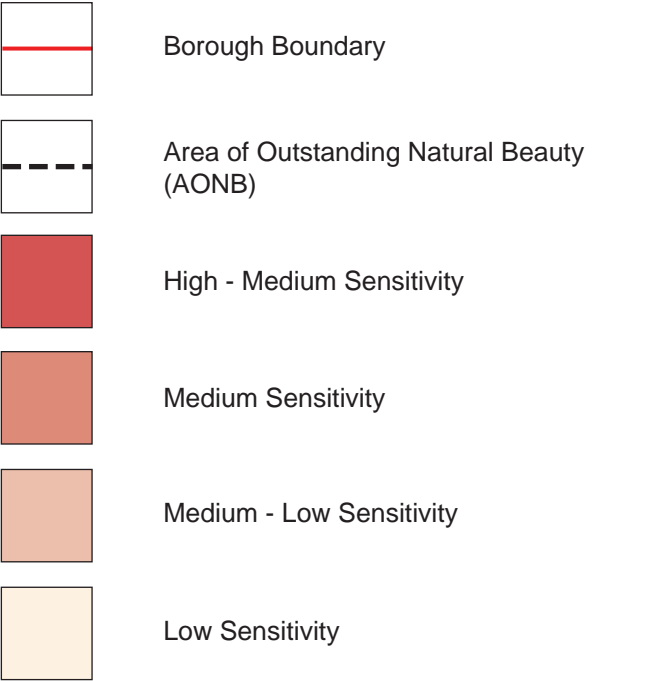 Borough Boundary
Area of Outstanding Natural Beauty
(AONB)
High - Medium Sensitivity
Medium Sensitivity
Medium - Low Sensitivity
Low Sensitivity